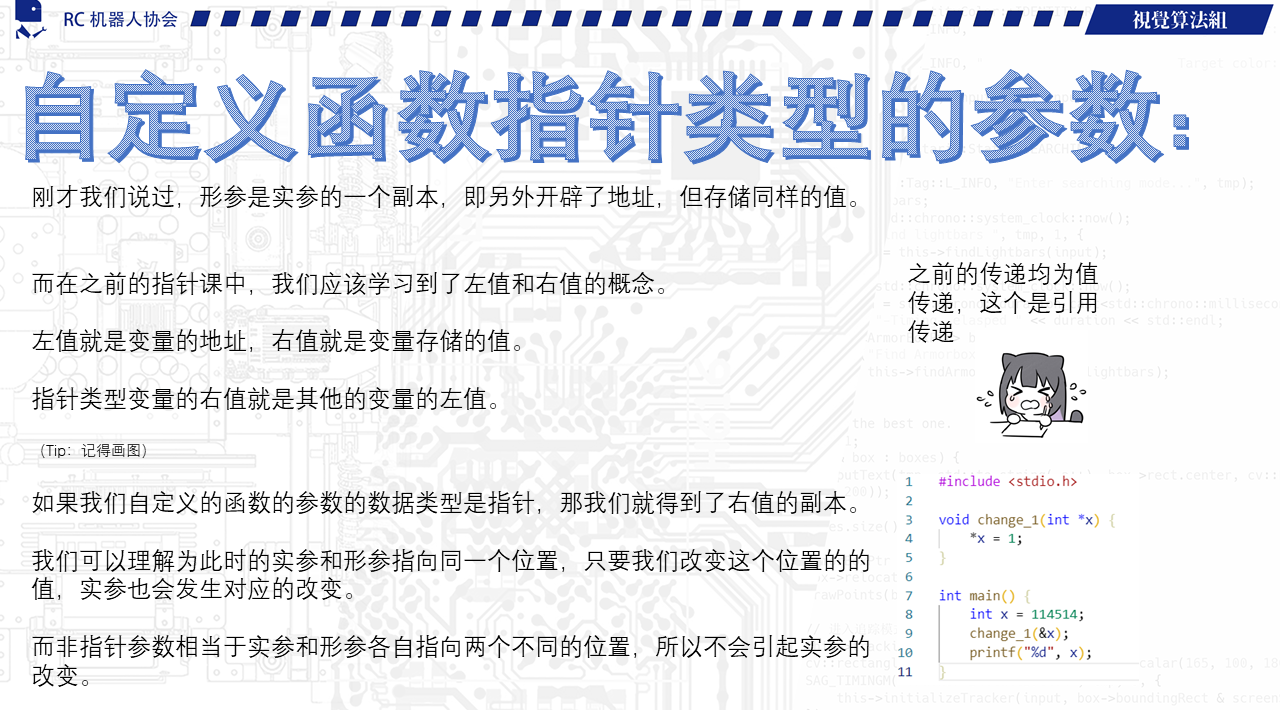 RC 机器人协会
視覺算法組
自定义函数指针类型的参数：
刚才我们说过，形参是实参的一个副本，即另外开辟了地址，但存储同样的值。
而在之前的指针课中，我们应该学习到了左值和右值的概念。
左值就是变量的地址，右值就是变量存储的值。
指针类型变量的右值就是其他的变量的左值。
（Tip：记得画图）
如果我们自定义的函数的参数的数据类型是指针，那我们就得到了右值的副本。
我们可以理解为此时的实参和形参指向同一个位置，只要我们改变这个位置的的
值，实参也会发生对应的改变。
而非指针参数相当于实参和形参各自指向两个不同的位置，所以不会引起实参的
改变。
之前的传递均为值
传递，这个是引用
传递
1 #include <stdio.h>
2
3 void change_1(int *x) {
4 *x = 1;
5 }
6
7 int main() {
8 int x = 114514;
9 change_1(&x);
10 printf("%d", x);
11 }